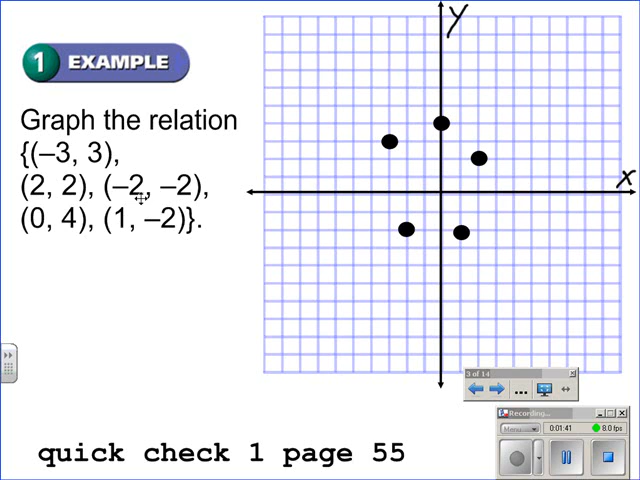 1 EXAMPLE
y
Graph the relation
{(–3, 3),
(2, 2), (–2, –2),
(0, 4), (1, –2)}.
x
3 of 14
...
Recording...
Menu...
0:01:41
8.0 fps
quick check 1 page 55